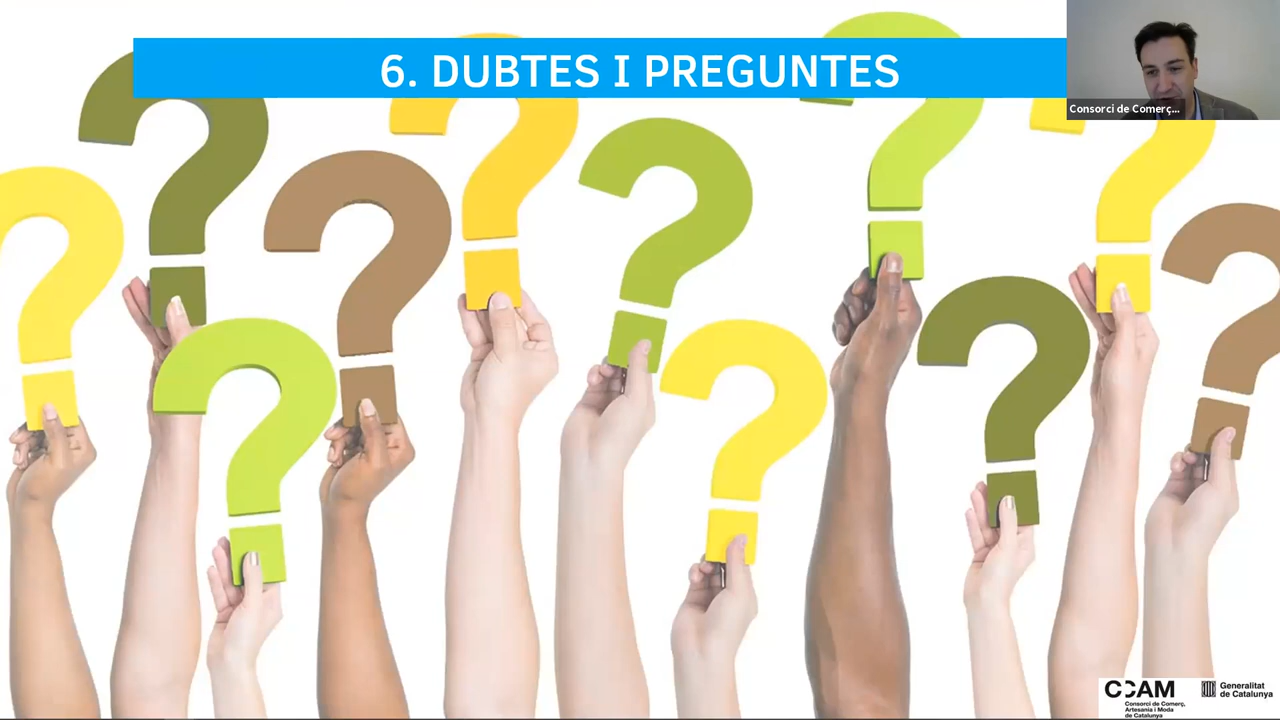 6. DUBTES I PREGUNTES
Consorci de Comerç...
CCAM
Consorci de Comerç,
Artesania i Moda
de Catalunya
Generalitat
de Catalunya